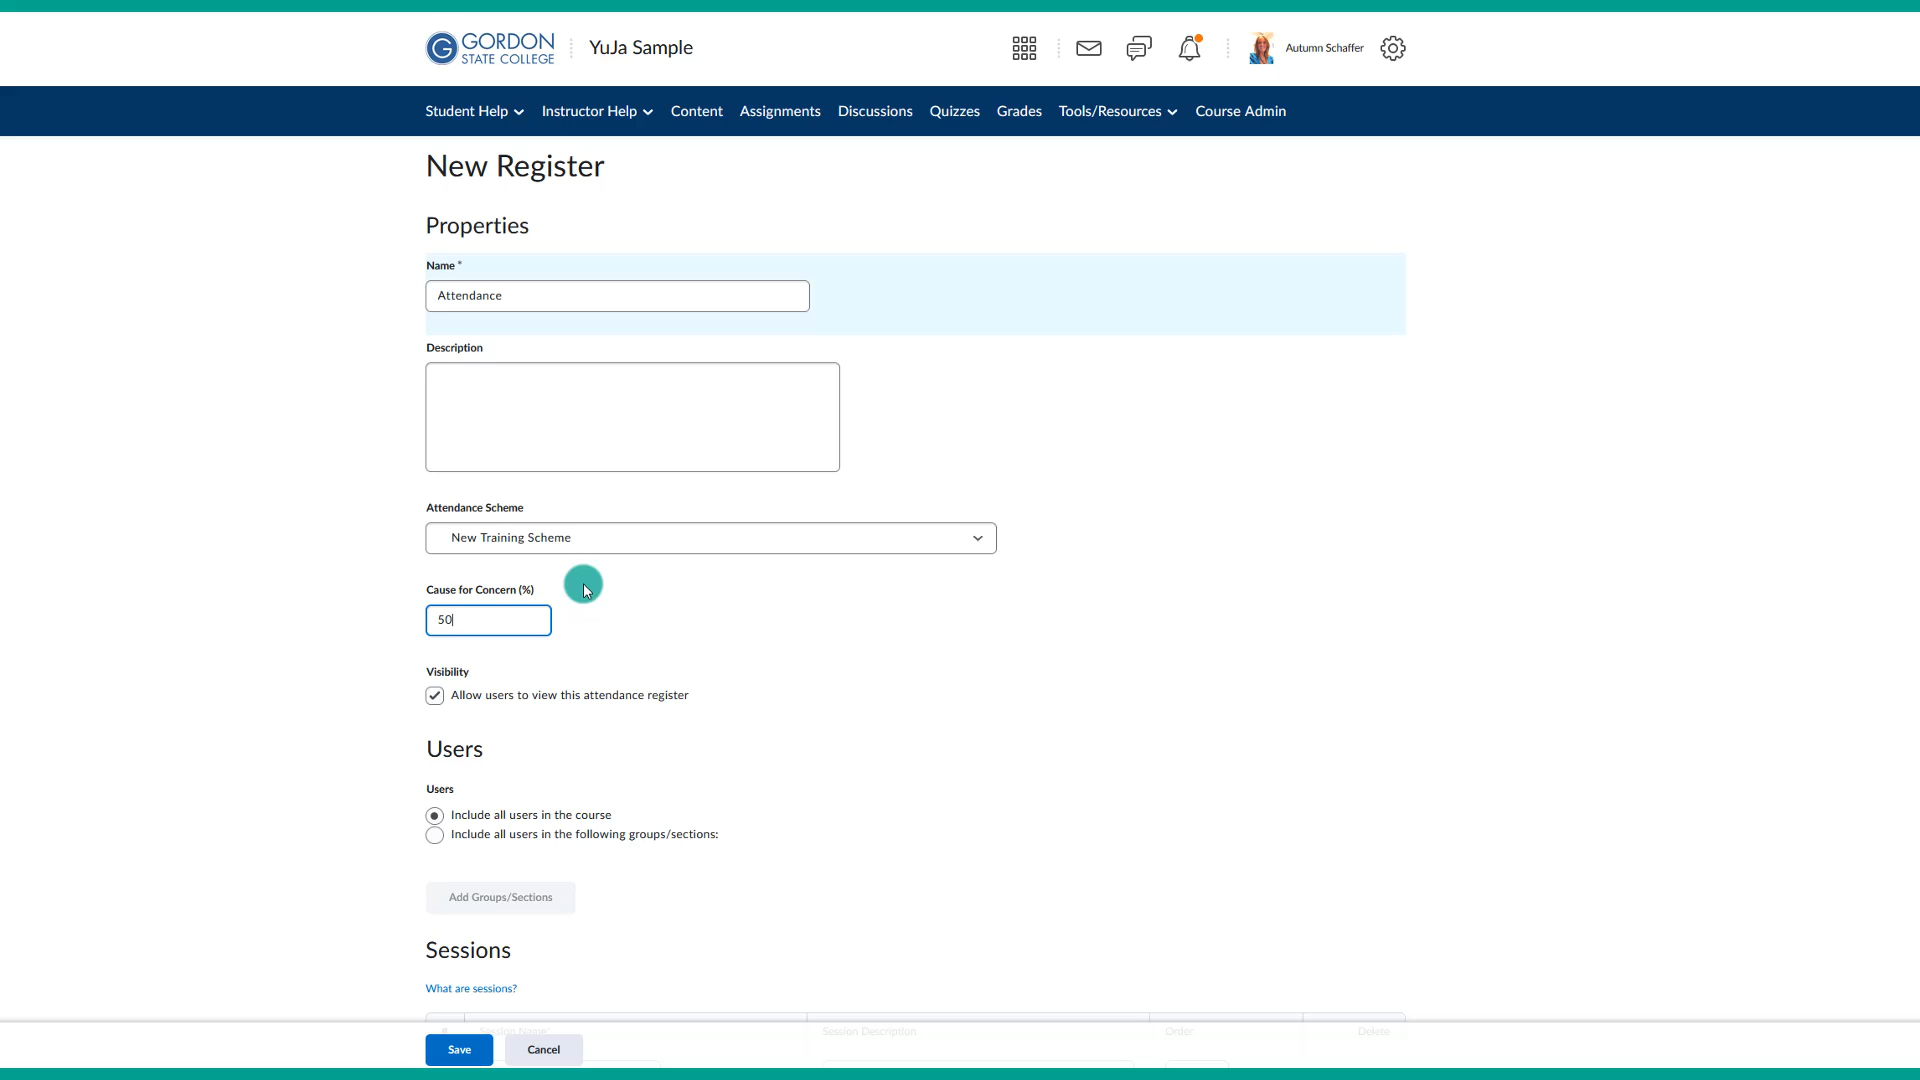 GORDON
STATE COLLEGE
YuJa Sample
Autumn Schaffer
Student Help
Instructor Help
Content
Assignments
Discussions
Quizzes
Grades
Tools/Resources
Course Admin
New Register
Properties
Name *
Attendance
Description
Attendance Scheme
New Training Scheme
Cause for Concern (%)
50
Visibility
Allow users to view this attendance register
Users
Users
Include all users in the course
Include all users in the following groups/sections:
Add Groups/Sections
Sessions
What are sessions?
# Session Name* Session Description Order Delete
Save
Cancel